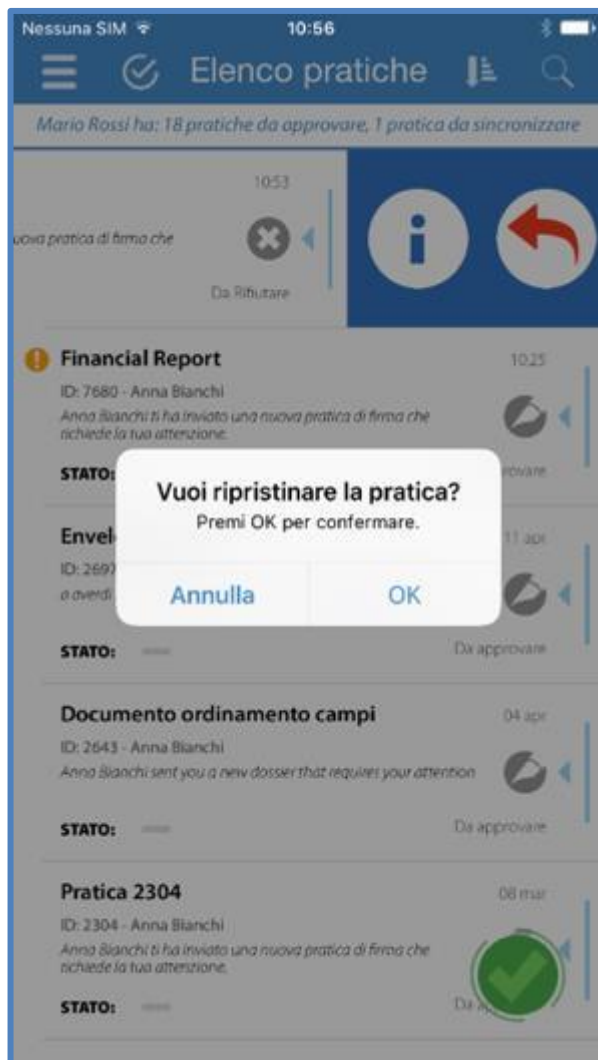 Nessuna SIM 10:56
Elenco pratiche
Mario Rossi ha: 18 pratiche da approvare, 1 pratica da sincronizzare
10:53
nuova pratica di firma che
Da Rifiutare
Financial Report 10:25
ID: 7680 - Anna Bianchi
Anna Bianchi ti ha inviato una nuova pratica di firma che
richiede la tua attenzione.
STATO:
Vuoi ripristinare la pratica?
Premi OK per confermare.
Annulla OK
11 apr
ID: 2697
STATO: Da approvare
Documento ordinamento campi 04 apr
ID: 2643 - Anna Bianchi
Anna Bianchi sent you a new dossier that requires your attention
STATO: Da approvare
Pratica 2304 08 mar
ID: 2304 - Anna Bianchi
Anna Bianchi ti ha inviato una nuova pratica di firma che
richiede la tua attenzione.
STATO: